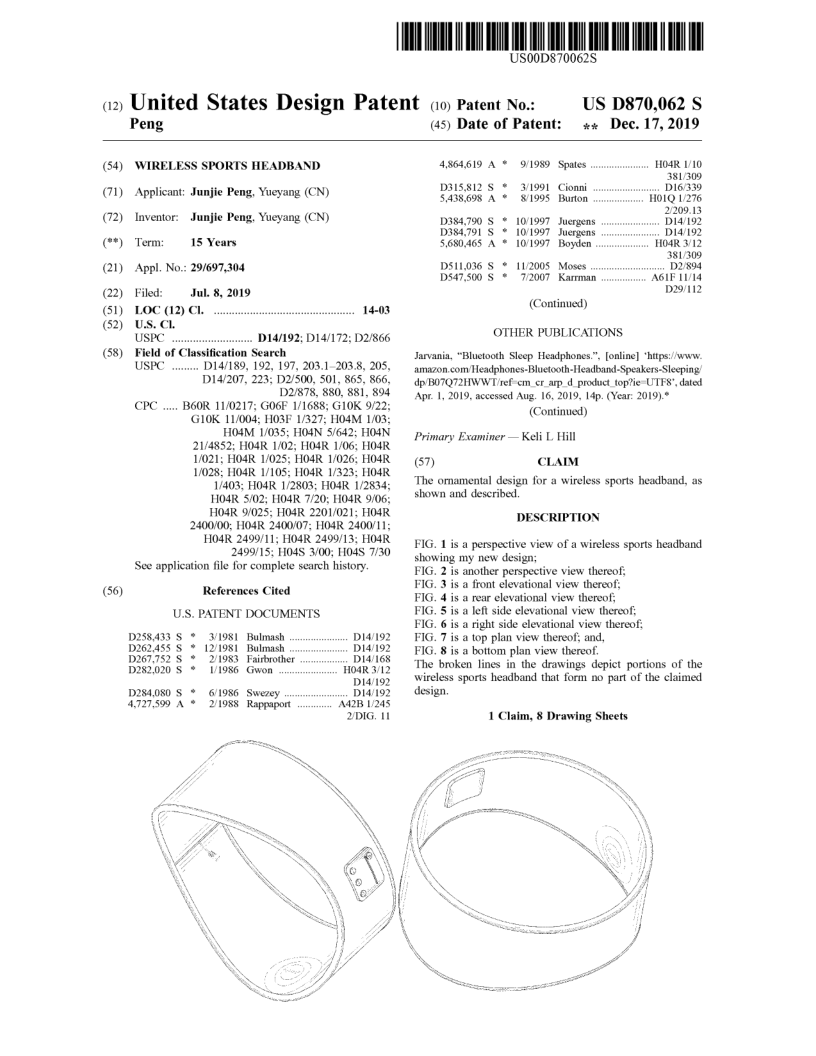 US00D870062S
(12) United States Design Patent
Peng
(10) Patent No.: US D870,062 S
(45) Date of Patent: ** Dec. 17, 2019
(54) WIRELESS SPORTS HEADBAND
(71) Applicant: Junjie Peng, Yueyang (CN)
(72) Inventor: Junjie Peng, Yueyang (CN)
(**) Term: 15 Years
(21) Appl. No.: 29/697,304
(22) Filed: Jul. 8, 2019
(51) LOC (12) Cl. ................................................ 14-03
(52) U.S. Cl.
USPC .......................... D14/192; D14/172; D2/866
(58) Field of Classification Search
USPC ......... D14/189, 192, 197, 203.1–203.8, 205,
D14/207, 223; D2/500, 501, 865, 866,
D2/878, 880, 881, 894
CPC ..... B60R 11/0217; G06F 1/1688; G10K 9/22;
G10K 11/004; H03F 1/327; H04M 1/03;
H04M 1/035; H04N 5/642; H04N
21/4852; H04R 1/02; H04R 1/06; H04R
1/021; H04R 1/025; H04R 1/026; H04R
1/028; H04R 1/105; H04R 1/323; H04R
1/403; H04R 1/2803; H04R 1/2834;
H04R 5/02; H04R 7/20; H04R 9/06;
H04R 9/025; H04R 2201/021; H04R
2400/00; H04R 2400/07; H04R 2400/11;
H04R 2499/11; H04R 2499/13; H04R
2499/15; H04S 3/00; H04S 7/30
See application file for complete search history.
(56) References Cited
U.S. PATENT DOCUMENTS
D258,433 S * 3/1981 Bulmash ...................... D14/192
D262,455 S * 12/1981 Bulmash ...................... D14/192
D267,752 S * 2/1983 Fairbrother .................. D14/168
D282,020 S * 1/1986 Gwon ...................... H04R 3/12
D14/192
D284,080 S * 6/1986 Swezey ........................ D14/192
4,727,599 A * 2/1988 Rappaport ............. A42B 1/245
2/DIG. 11
4,864,619 A * 9/1989 Spates ...................... H04R 1/10
381/309
D315,812 S * 3/1991 Cionni ......................... D16/339
5,438,698 A * 8/1995 Burton ................... H01Q 1/276
2/209.13
D384,790 S * 10/1997 Juergens ...................... D14/192
D384,791 S * 10/1997 Juergens ...................... D14/192
5,680,465 A * 10/1997 Boyden .................... H04R 3/12
381/309
D511,036 S * 11/2005 Moses ............................ D2/894
D547,500 S * 7/2007 Karrman ................. A61F 11/14
D29/112
(Continued)
OTHER PUBLICATIONS
Jarvania, “Bluetooth Sleep Headphones.”, [online] ‘https://www.
amazon.com/Headphones-Bluetooth-Headband-Speakers-Sleeping/
dp/B07Q72HWWT/ref=cm_cr_arp_d_product_top?ie=UTF8’, dated
Apr. 1, 2019, accessed Aug. 16, 2019, 14p. (Year: 2019).*
(Continued)
Primary Examiner — Keli L Hill
(57) CLAIM
The ornamental design for a wireless sports headband, as
shown and described.
DESCRIPTION
FIG. 1 is a perspective view of a wireless sports headband
showing my new design;
FIG. 2 is another perspective view thereof;
FIG. 3 is a front elevational view thereof;
FIG. 4 is a rear elevational view thereof;
FIG. 5 is a left side elevational view thereof;
FIG. 6 is a right side elevational view thereof;
FIG. 7 is a top plan view thereof; and,
FIG. 8 is a bottom plan view thereof.
The broken lines in the drawings depict portions of the
wireless sports headband that form no part of the claimed
design.
1 Claim, 8 Drawing Sheets